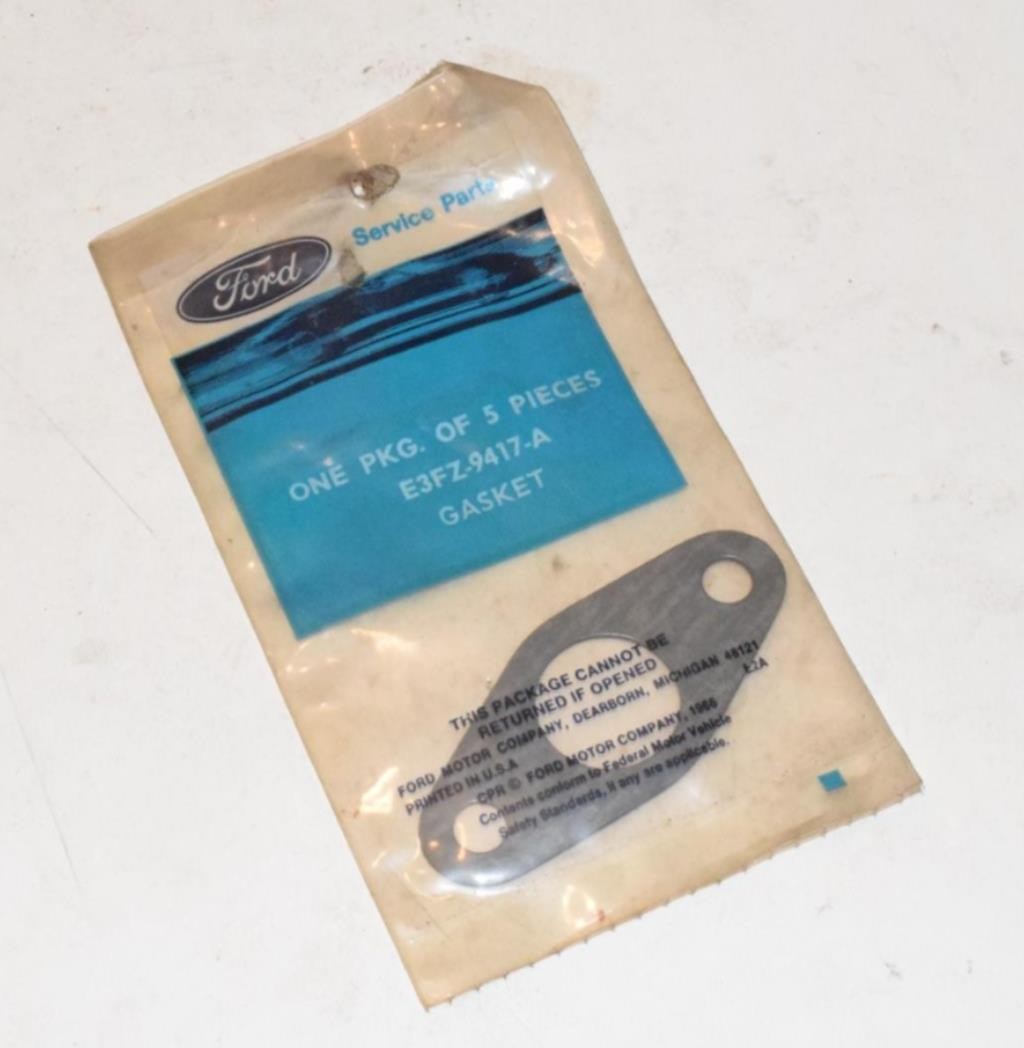 Ford
Service Parts
ONE PKG. OF 5 PIECES
E3FZ-9417-A
GASKET
THIS PACKAGE CANNOT BE
RETURNED IF OPENED
FORD MOTOR COMPANY, DEARBORN, MICHIGAN 48121
PRINTED IN U.S.A
CPR © FORD MOTOR COMPANY, 1966
Contents conform to Federal Motor Vehicle
Safety Standards, if any are applicable.